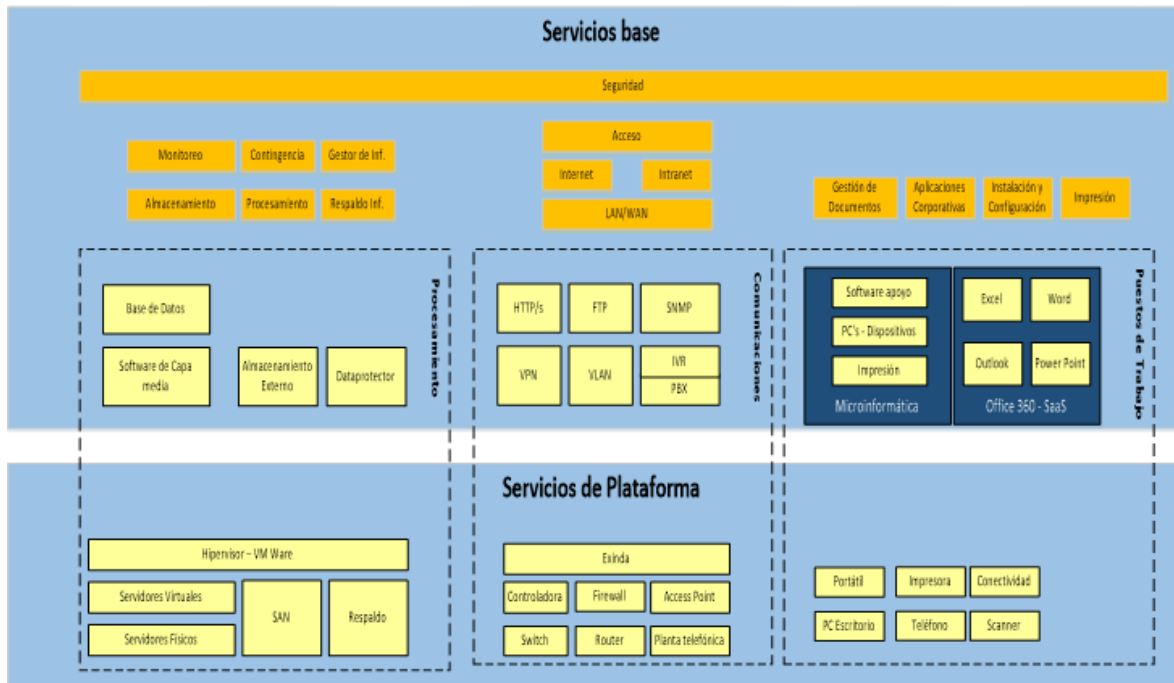 Servicios base
Seguridad
Monitoreo
Contingencia
Gestor de Inf.
Almacenamiento
Procesamiento
Respaldo Inf.
Acceso
Internet
Intranet
LAN/WAN
Gestión de
Documentos
Aplicaciones
Corporativas
Instalación y
Configuración
Impresión
Procesamiento
Base de Datos
Software de Capa
media
Almacenamiento
Externo
Dataprotector
Comunicaciones
HTTP/s
FTP
SNMP
VPN
VLAN
IVR
PBX
Puestos de Trabajo
Software apoyo
PC's - Dispositivos
Impresión
Microinformática
Excel
Word
Outlook
Power Point
Office 360 - SaaS
Servicios de Plataforma
Hipervisor – VM Ware
Servidores Virtuales
Servidores Físicos
SAN
Respaldo
Exinda
Controladora
Firewall
Access Point
Switch
Router
Planta telefónica
Portátil
Impresora
Conectividad
PC Escritorio
Teléfono
Scanner